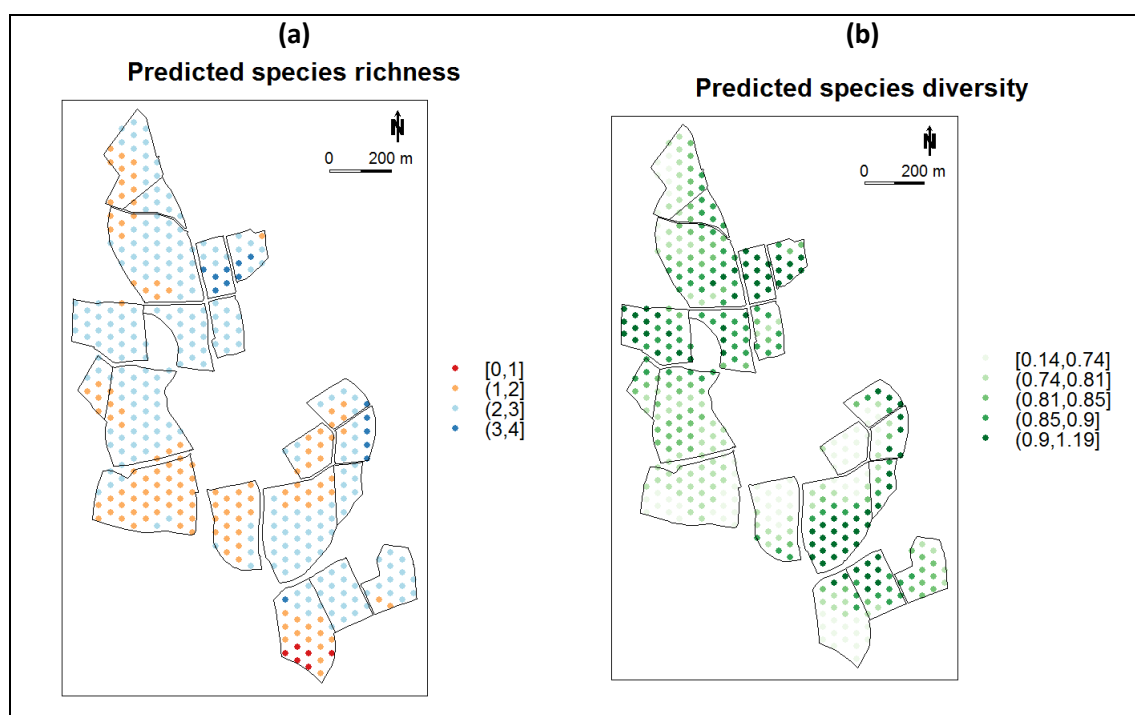 (a)
Predicted species richness
N
0 200 m
[0,1]
(1,2]
(2,3]
(3,4]
(b)
Predicted species diversity
N
0 200 m
[0.14,0.74]
(0.74,0.81]
(0.81,0.85]
(0.85,0.9]
(0.9,1.19]